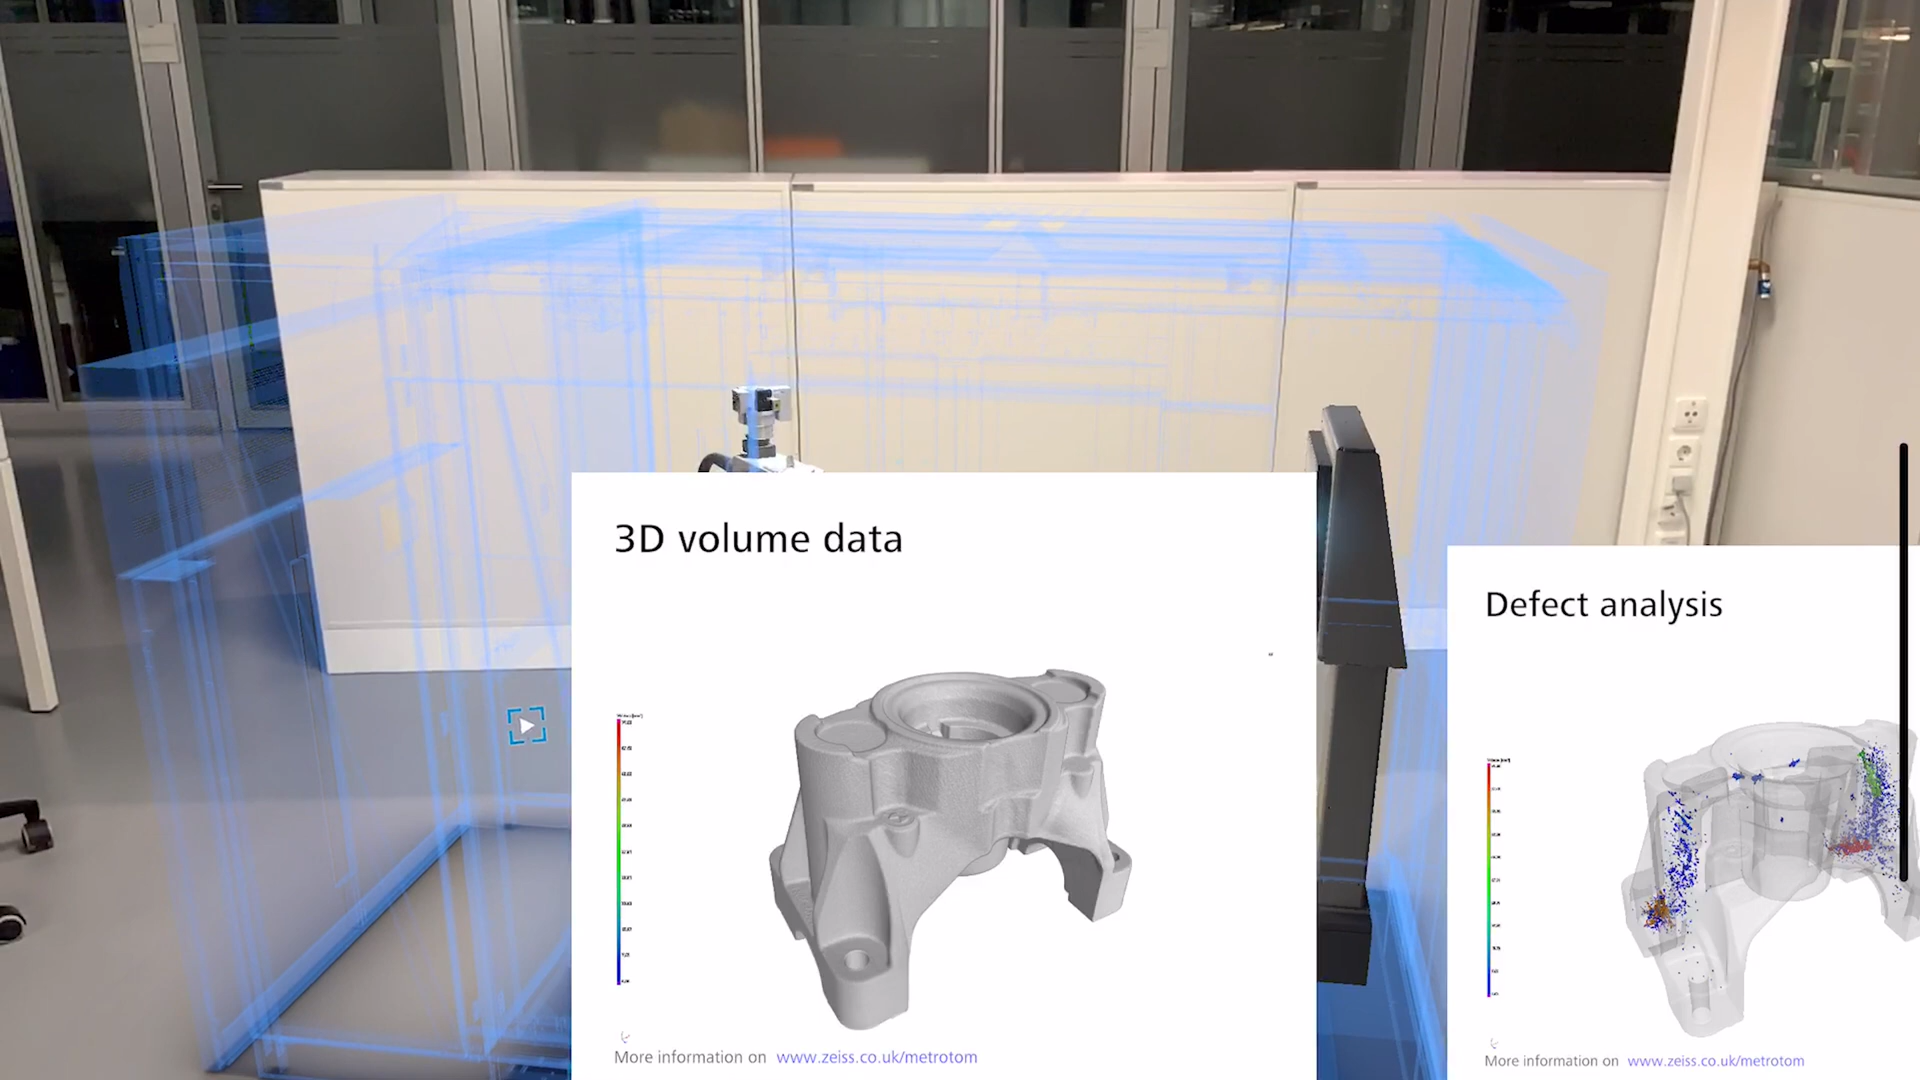 3D volume data
More information on www.zeiss.co.uk/metrotom
Defect analysis
More information on www.zeiss.co.uk/metrotom